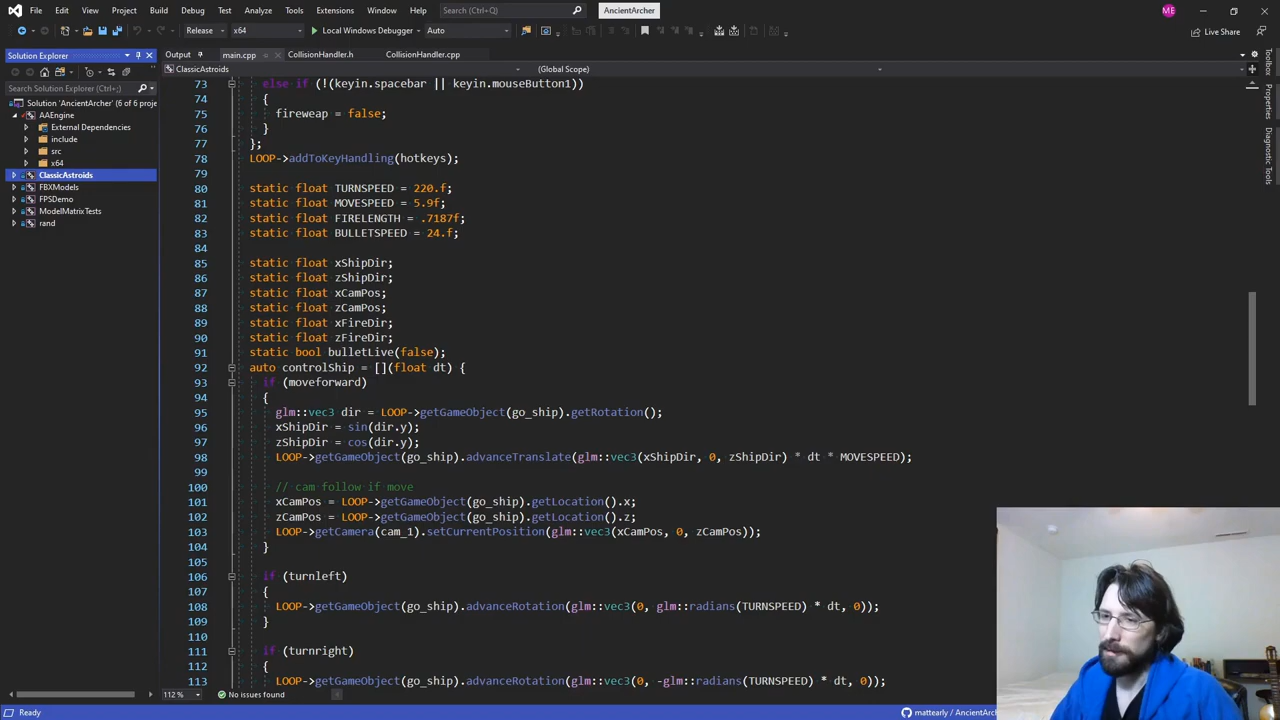 File Edit View Project Build Debug Test Analyze Tools Extensions Window Help Search (Ctrl+;) AncientArcher ME
Release x64 Local Windows Debugger Auto Live Share
Solution Explorer
Output main.cpp CollisionHandler.h CollisionHandler.cpp
ClassicAstroids (Global Scope)
Search Solution Explorer (Ctrl+;)
Solution 'AncientArcher' (6 of 6 proje
AAEngine
External Dependencies
include
src
x64
ClassicAstroids
FBXModels
FPSDemo
ModelMatrixTests
rand
73 else if (!(keyin.spacebar || keyin.mouseButton1))
74 {
75 fireweap = false;
76 }
77 };
78 LOOP->addToKeyHandling(hotkeys);
79
80 static float TURNSPEED = 220.f;
81 static float MOVESPEED = 5.9f;
82 static float FIRELENGTH = .7187f;
83 static float BULLETSPEED = 24.f;
84
85 static float xShipDir;
86 static float zShipDir;
87 static float xCamPos;
88 static float zCamPos;
89 static float xFireDir;
90 static float zFireDir;
91 static bool bulletLive(false);
92 auto controlShip = [](float dt) {
93 if (moveforward)
94 {
95 glm::vec3 dir = LOOP->getGameObject(go_ship).getRotation();
96 xShipDir = sin(dir.y);
97 zShipDir = cos(dir.y);
98 LOOP->getGameObject(go_ship).advanceTranslate(glm::vec3(xShipDir, 0, zShipDir) * dt * MOVESPEED);
99
100 // cam follow if move
101 xCamPos = LOOP->getGameObject(go_ship).getLocation().x;
102 zCamPos = LOOP->getGameObject(go_ship).getLocation().z;
103 LOOP->getCamera(cam_1).setCurrentPosition(glm::vec3(xCamPos, 0, zCamPos));
104 }
105
106 if (turnleft)
107 {
108 LOOP->getGameObject(go_ship).advanceRotation(glm::vec3(0, glm::radians(TURNSPEED) * dt, 0));
109 }
110
111 if (turnright)
112 {
113 LOOP->getGameObject(go_ship).advanceRotation(glm::vec3(0, -glm::radians(TURNSPEED) * dt, 0));
Toolbox
Properties
Diagnostic Tools
112 % No issues found
Ready mattearly / AncientArcher